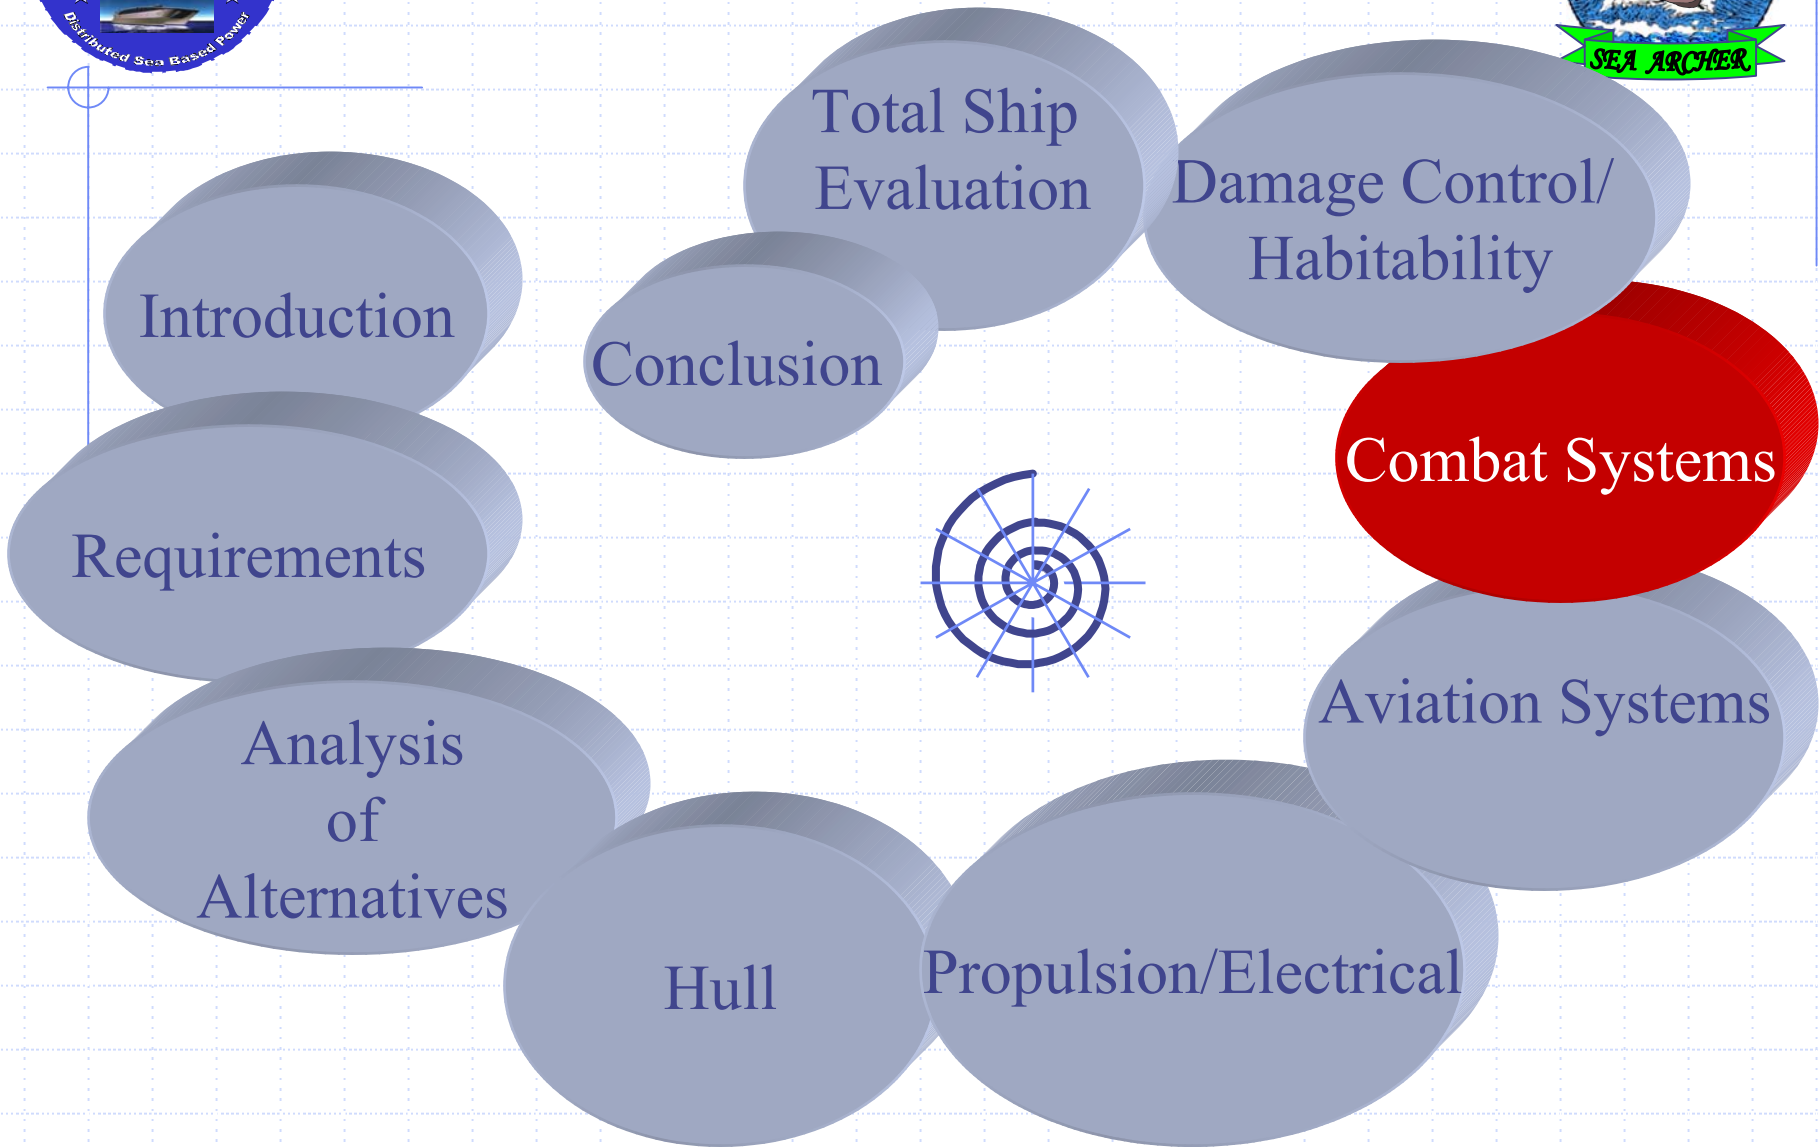 Distributed Sea Based Power
SEA ARCHER
Total Ship
Evaluation
Damage Control/
Habitability
Introduction
Conclusion
Combat Systems
Requirements
Aviation Systems
Analysis
of
Alternatives
Hull
Propulsion/Electrical